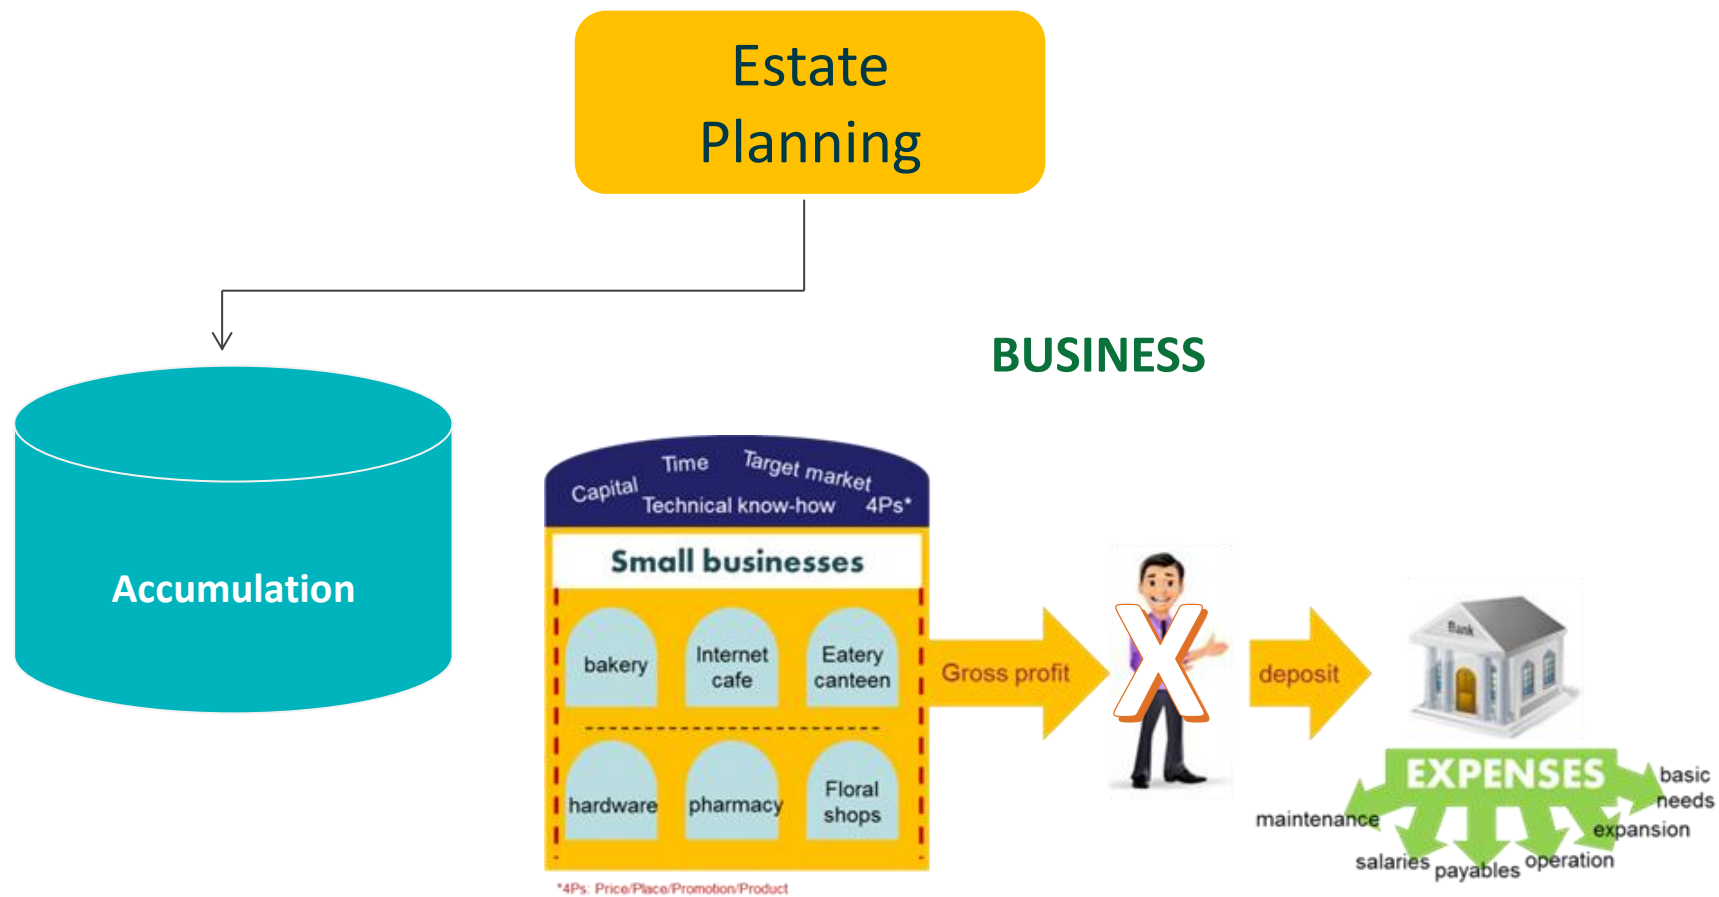 Estate
Planning
BUSINESS
Accumulation
Capital
Time
Target market
Technical know-how
4Ps*
Small businesses
bakery
Internet
cafe
Eatery
canteen
hardware
pharmacy
Floral
shops
*4Ps: Price/Place/Promotion/Product
Gross profit
X
deposit
Bank
EXPENSES
maintenance
salaries
payables
operation
expansion
basic
needs